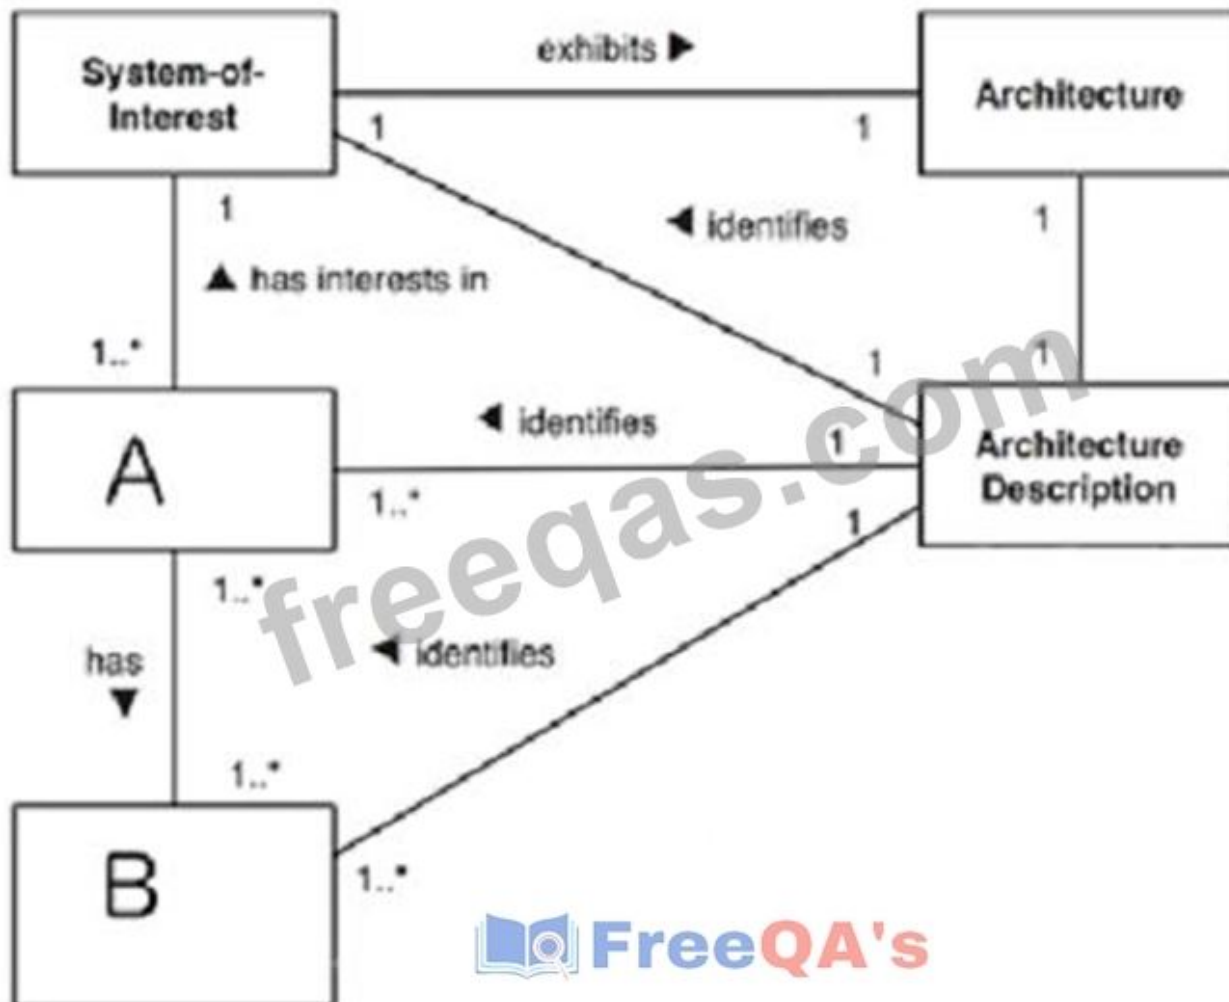 System-of-
Interest
exhibits ▶
Architecture
1
1
1
◀ identifies
1
▲ has interests in
1..*
1
1
A
◀ identifies
1
Architecture
Description
1..*
1
1..*
has
▼
◀ identifies
1..*
B
1..*
freeqas.com
FreeQA's